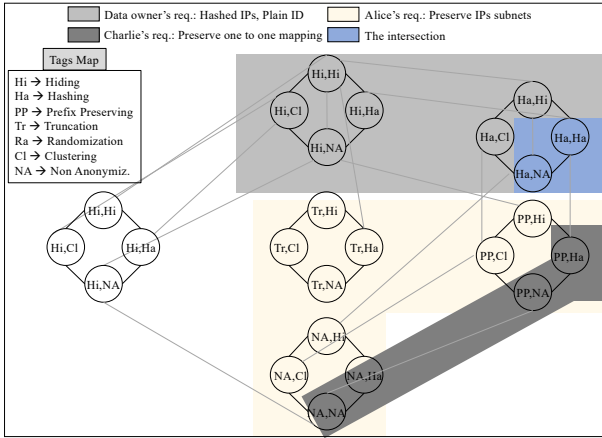 Data owner's req.: Hashed IPs, Plain ID
Alice's req.: Preserve IPs subnets
Charlie's req.: Preserve one to one mapping
The intersection
Tags Map
Hi → Hiding
Ha → Hashing
PP → Prefix Preserving
Tr → Truncation
Ra → Randomization
Cl → Clustering
NA → Non Anonymiz.
Hi,Hi
Hi,Cl
Hi,Ha
Hi,NA
Ha,Hi
Ha,Cl
Ha,Ha
Ha,NA
Hi,Hi
Hi,Cl
Hi,Ha
Hi,NA
Tr,Hi
Tr,Cl
Tr,Ha
Tr,NA
PP,Hi
PP,Cl
PP,Ha
PP,NA
NA,Hi
NA,Cl
NA,Ha
NA,NA